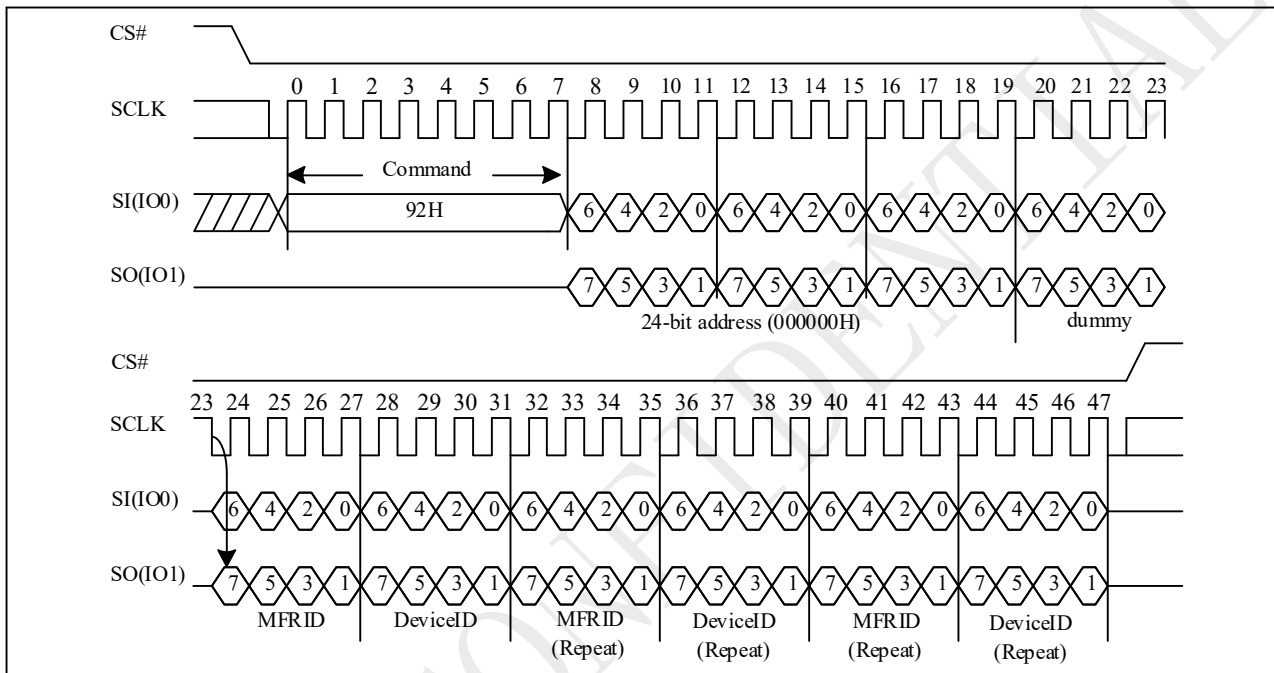 CS#
0 1 2 3 4 5 6 7 8 9 10 11 12 13 14 15 16 17 18 19 20 21 22 23
SCLK
Command
SI(IO0)
92H
6 4 2 0 6 4 2 0 6 4 2 0 6 4 2 0
SO(IO1)
7 5 3 1 7 5 3 1 7 5 3 1 7 5 3 1
24-bit address (000000H)
dummy
CS#
23 24 25 26 27 28 29 30 31 32 33 34 35 36 37 38 39 40 41 42 43 44 45 46 47
SCLK
SI(IO0)
6 4 2 0 6 4 2 0 6 4 2 0 6 4 2 0 6 4 2 0 6 4 2 0
SO(IO1)
7 5 3 1 7 5 3 1 7 5 3 1 7 5 3 1 7 5 3 1 7 5 3 1
MFRID DeviceID MFRID DeviceID MFRID DeviceID
(Repeat) (Repeat) (Repeat) (Repeat)
ONFIDENTIAL